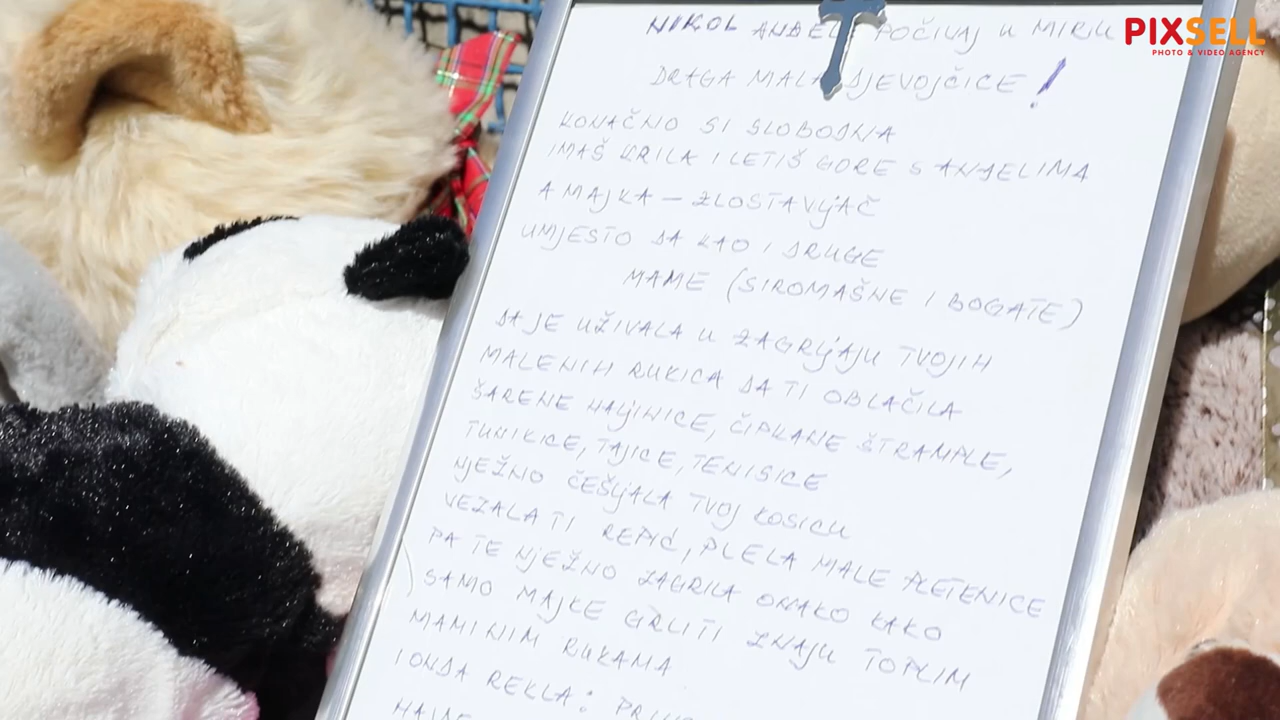 PIXSELL
PHOTO & VIDEO AGENCY
NIKOL ANĐEL POČIVAJ U MIRU
DRAGA MALA DJEVOJČICE!
KONAČNO SI SLOBODNA
IMAŠ KRILA I LETIŠ GORE S ANĐELIMA
A MAJKA – ZLOSTAVLJAČ
UMJESTO DA KAO I DRUGE
MAME (SIROMAŠNE I BOGATE)
DA JE UŽIVALA U ZAGRLJAJU TVOJIH
MALENIH RUKICA DA TI OBLAČILA
ŠARENE HALJINICE, ČIPKANE ŠTRAMPLE,
TUNIKICE, TAJICE, TENISICE
NJEŽNO ČEŠLJALA TVOJ KOSICU
VEZALA TI REPIĆ, PLELA MALE PLETENICE
PA TE NJEŽNO ZAGRILA ONAKO KAKO
SAMO MAJKE GRLITI ZNAJU TOPLIM
MAMINIM RUKAMA
I ONDA REKLA: